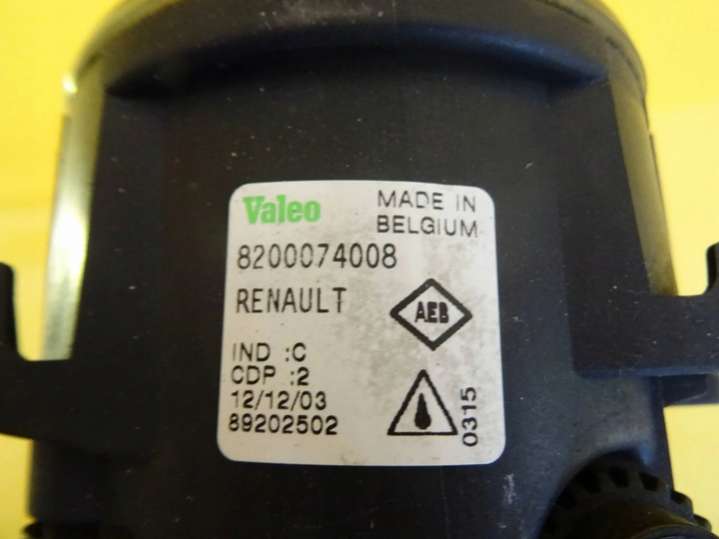 Valeo
MADE IN
BELGIUM
8200074008
RENAULT
AEB
IND :C
CDP :2
12/12/03
89202502
0315